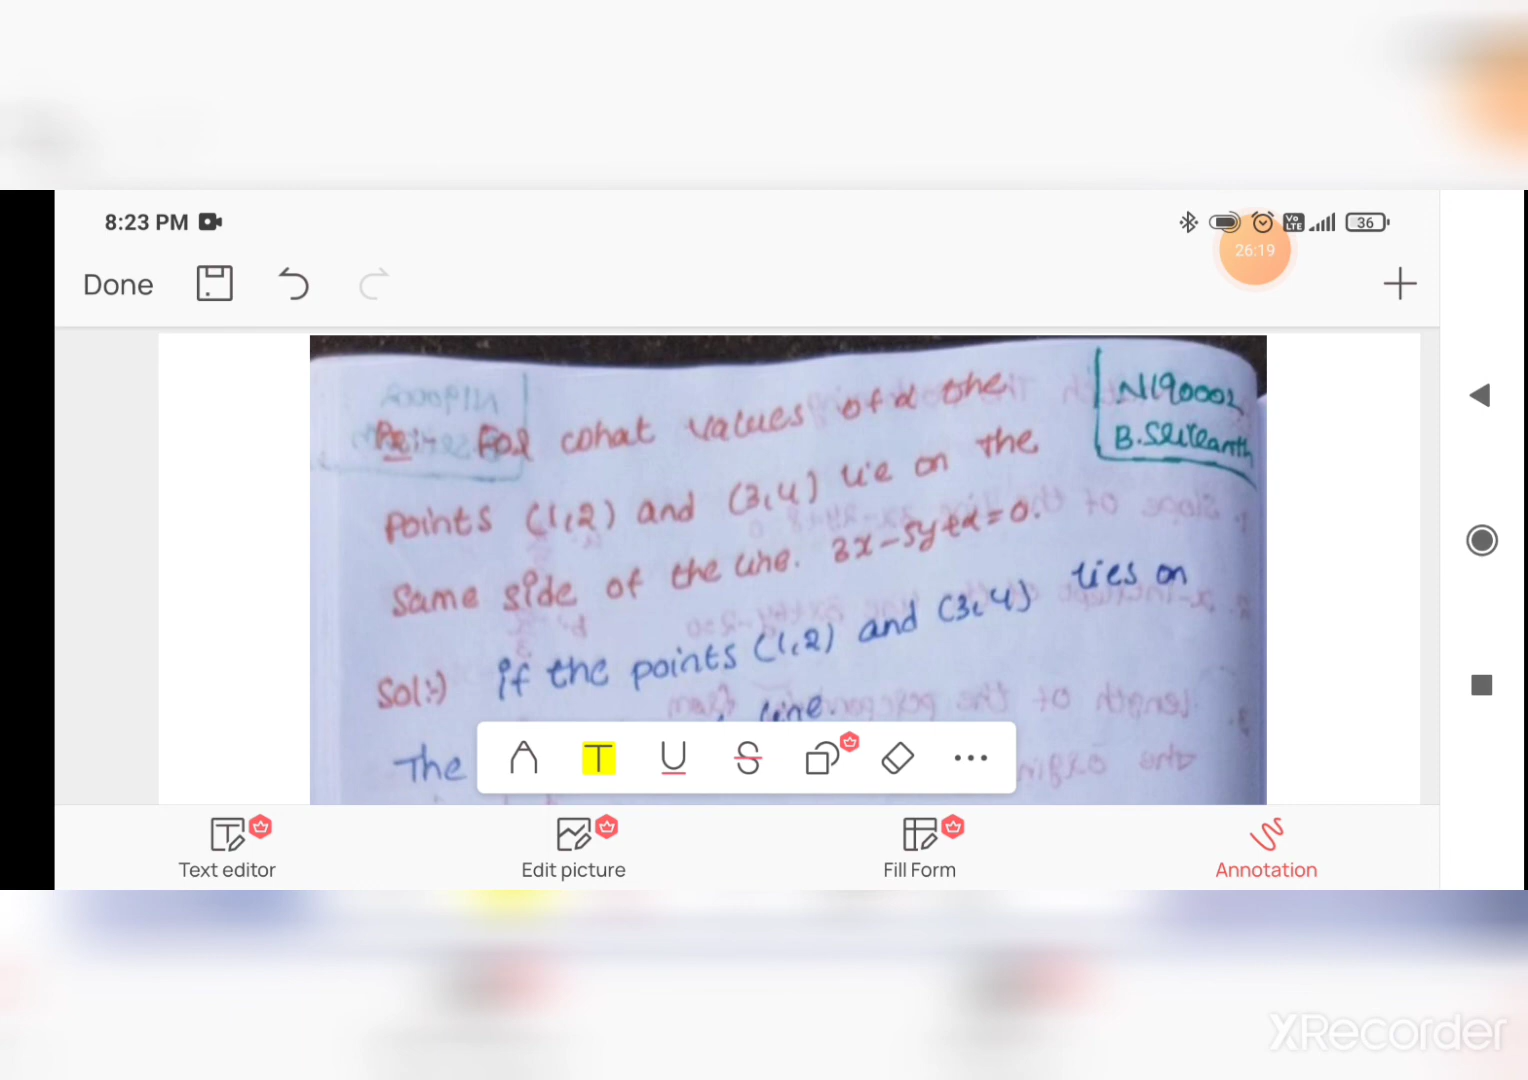 8:23 PM
VoLTE 36
26:19
Done
N190002
B.Srikanth
For what values of α the
points (1,2) and (3,4) lie on the
same side of the line. 3x-5y+α=0.
Sol:-) if the points (1,2) and (3,4) lies on
The line.
T U S
Text editor
Edit picture
Fill Form
Annotation
XRecorder